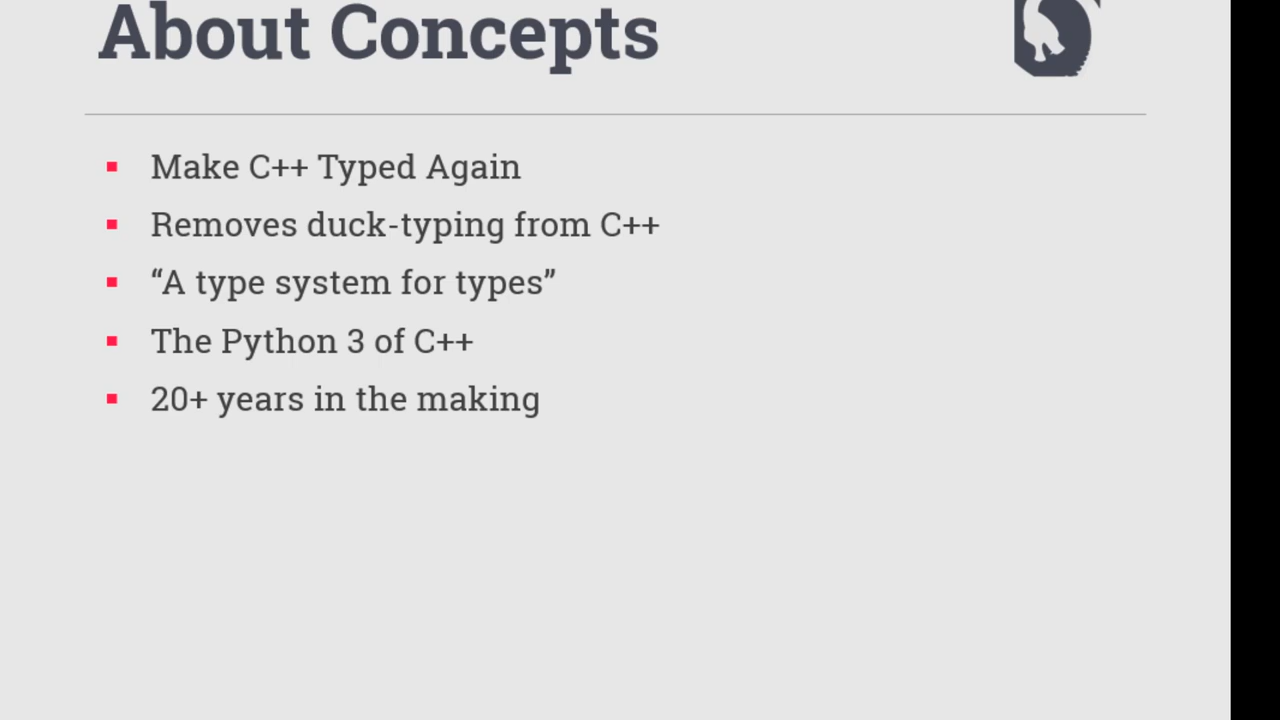 About Concepts
Make C++ Typed Again
Removes duck-typing from C++
“A type system for types”
The Python 3 of C++
20+ years in the making